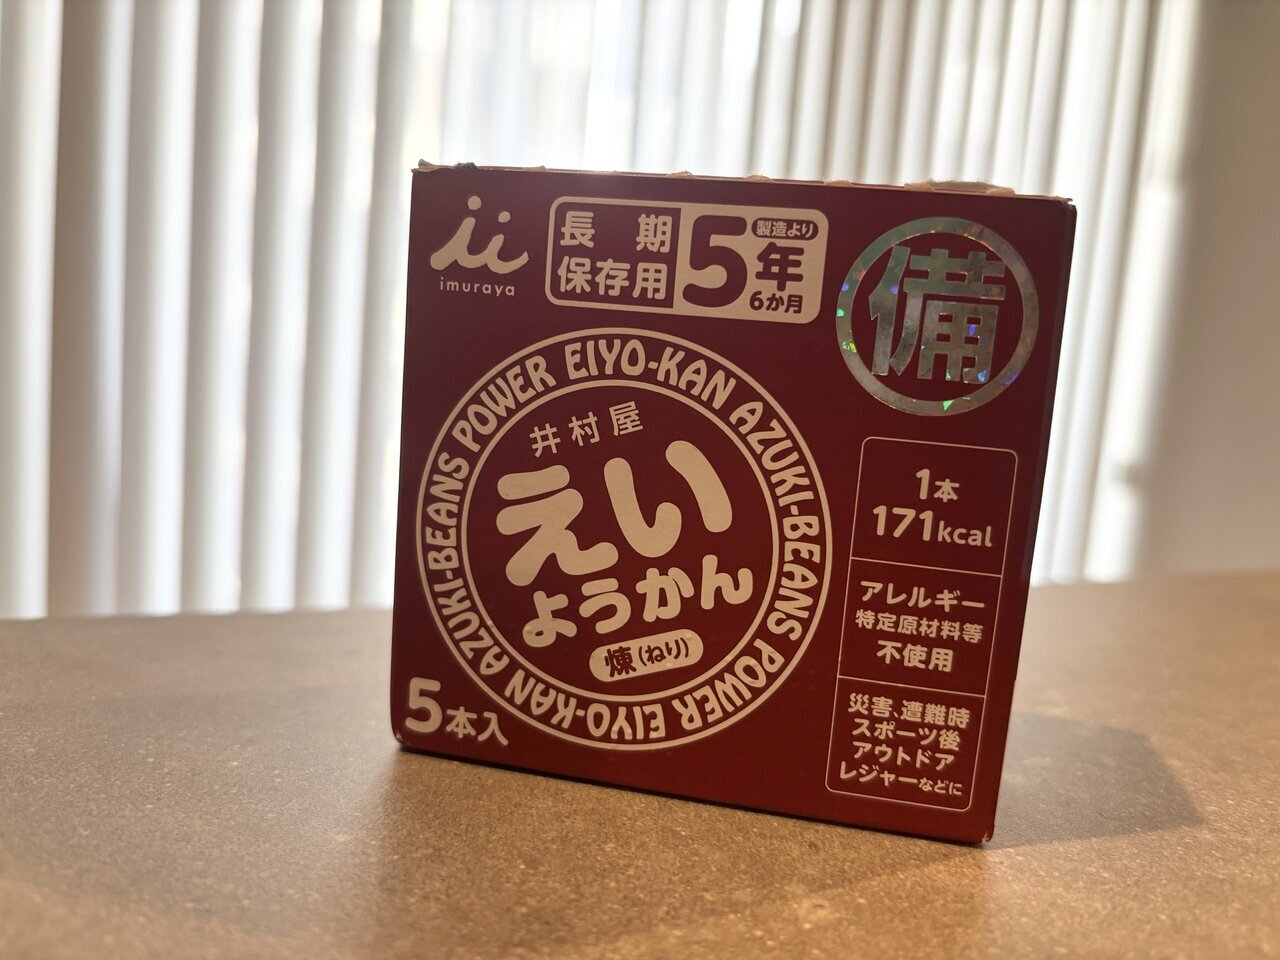 imuraya
長期
保存用
5年
製造より
6か月
備
POWER EIYO-KAN AZUKI-BEANS POWER EIYO-KAN AZUKI-BEANS
井村屋
えい
ようかん
煉(ねり)
5本入
1本
171kcal
アレルギー
特定原材料等
不使用
災害、遭難時
スポーツ後
アウトドア
レジャーなどに